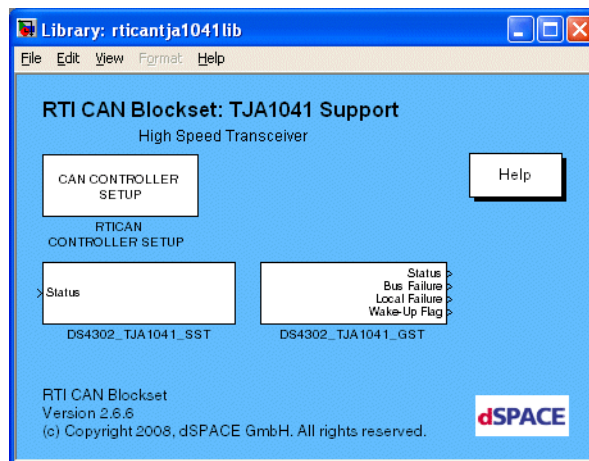 Library: rticantja1041lib
File Edit View Format Help
RTI CAN Blockset: TJA1041 Support
High Speed Transceiver
CAN CONTROLLER
SETUP
Help
RTICAN
CONTROLLER SETUP
Status
Status
Bus Failure
Local Failure
Wake-Up Flag
DS4302_TJA1041_SST
DS4302_TJA1041_GST
RTI CAN Blockset
Version 2.6.6
(c) Copyright 2008, dSPACE GmbH. All rights reserved.
dSPACE